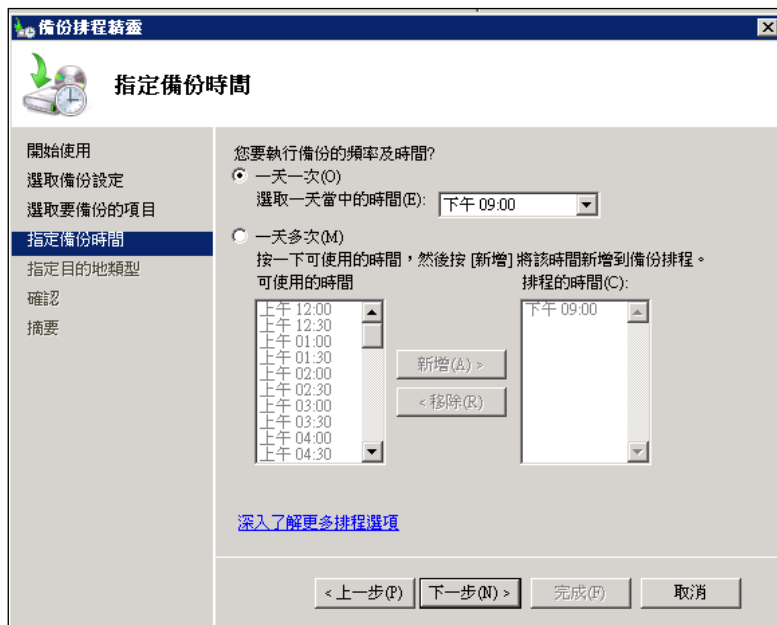 備份排程精靈
指定備份時間
開始使用
選取備份設定
選取要備份的項目
指定備份時間
指定目的地類型
確認
摘要
您要執行備份的頻率及時間?
一天一次(O)
選取一天當中的時間(E): 下午 09:00
一天多次(M)
按一下可使用的時間，然後按 [新增] 將該時間新增到備份排程。
可使用的時間
上午 12:00
上午 12:30
上午 01:00
上午 01:30
上午 02:00
上午 02:30
上午 03:00
上午 03:30
上午 04:00
上午 04:30
新增(A) >
< 移除(R)
排程的時間(C):
下午 09:00
深入了解更多排程選項
< 上一步(P) 下一步(N) > 完成(F) 取消